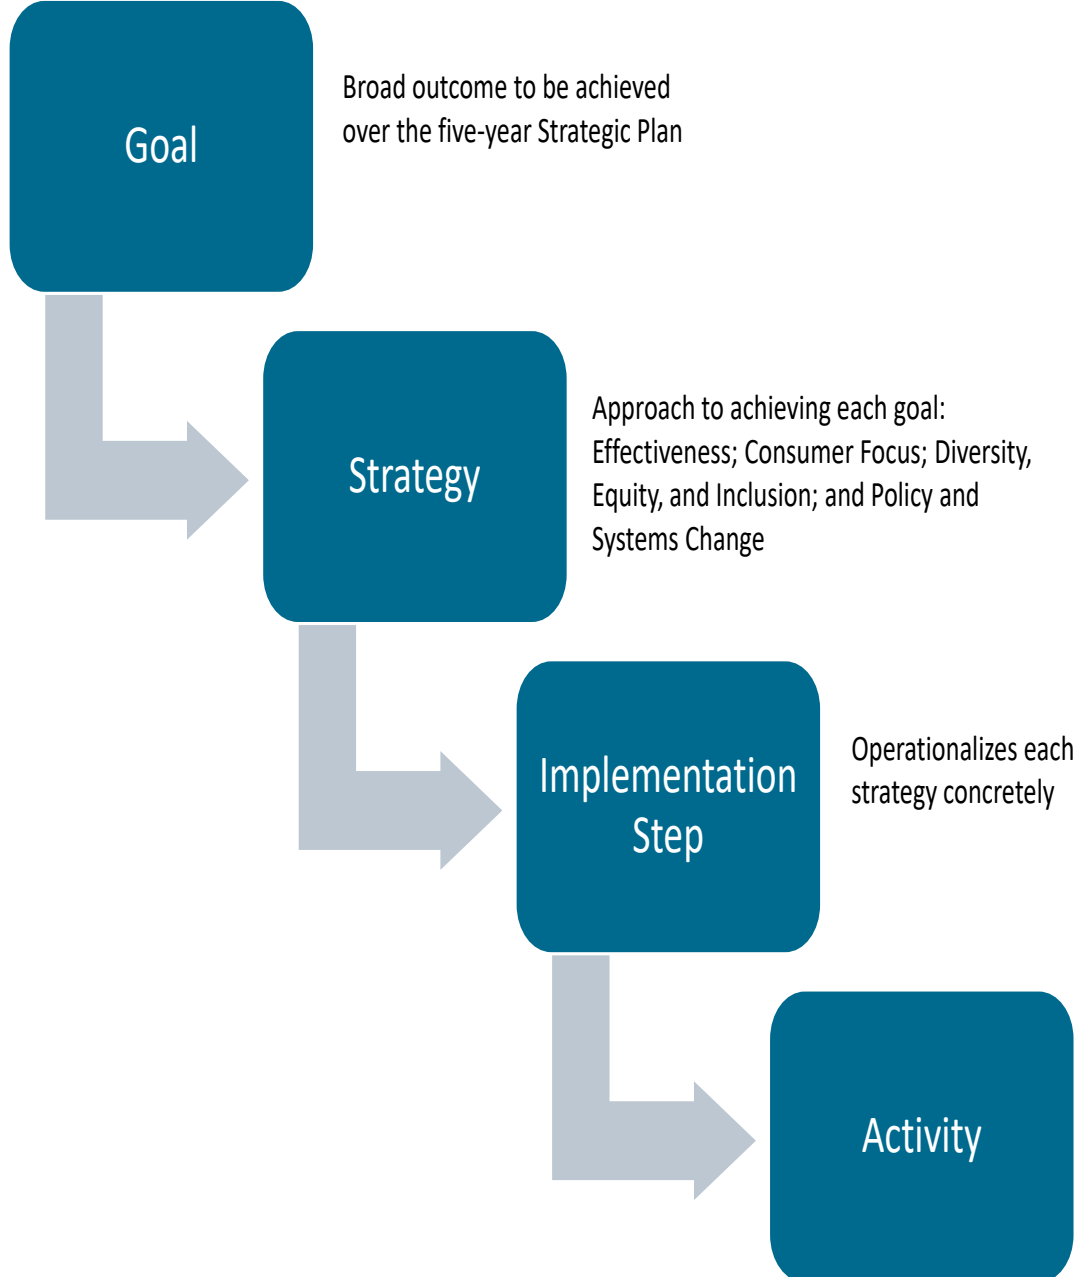 Goal
Broad outcome to be achieved
over the five-year Strategic Plan
Strategy
Approach to achieving each goal:
Effectiveness; Consumer Focus; Diversity,
Equity, and Inclusion; and Policy and
Systems Change
Implementation
Step
Operationalizes each
strategy concretely
Activity